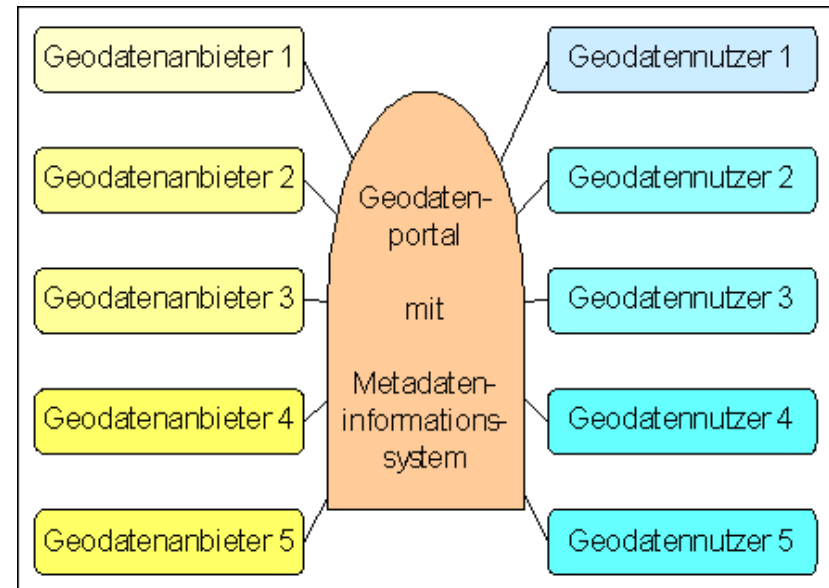 Geodatenanbieter 1
Geodatenanbieter 2
Geodatenanbieter 3
Geodatenanbieter 4
Geodatenanbieter 5
Geodaten-
portal
mit
Metadaten-
informations-
system
Geodatennutzer 1
Geodatennutzer 2
Geodatennutzer 3
Geodatennutzer 4
Geodatennutzer 5